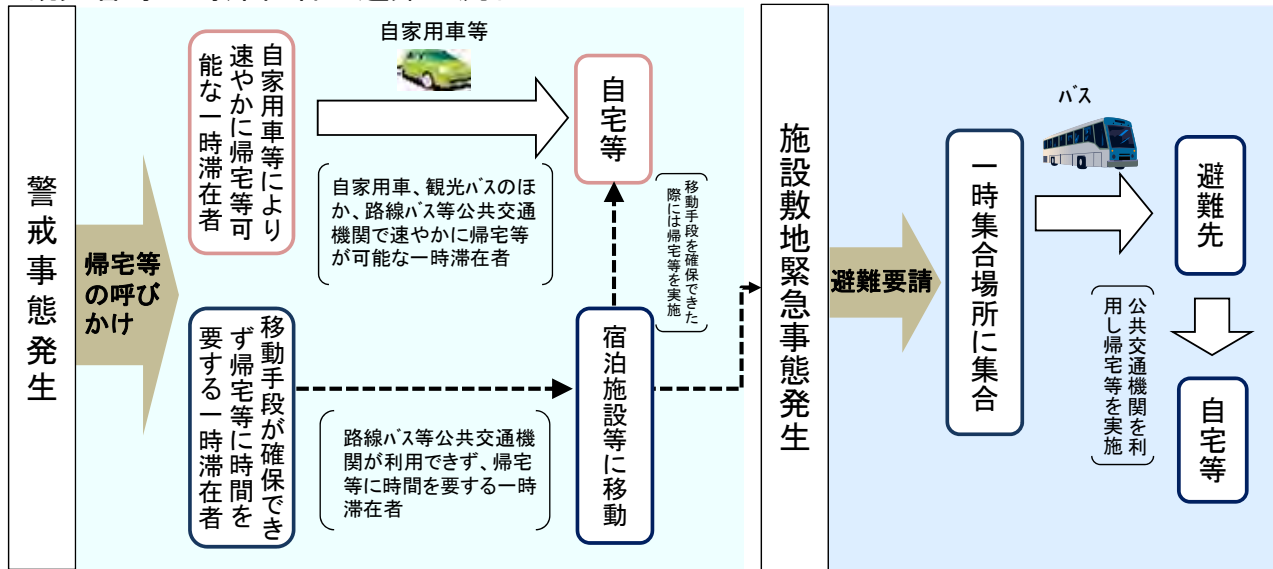 警戒事態発生
帰宅等
の呼び
かけ
自家用車等により
速やかに帰宅等可
能な一時滞在者
自家用車等
自家用車、観光バスのほ
か、路線バス等公共交通
機関で速やかに帰宅等
が可能な一時滞在者
自宅等
移動手段を確保できた
際には帰宅等を実施
移動手段が確保でき
ず帰宅等に時間を
要する一時滞在者
路線バス等公共交通機
関が利用できず、帰宅
等に時間を要する一時
滞在者
宿泊施設等に移動
施設敷地緊急事態発生
避難要請
一時集合場所に集合
バス
避難先
公共交通機関を利
用し帰宅等を実施
自宅等